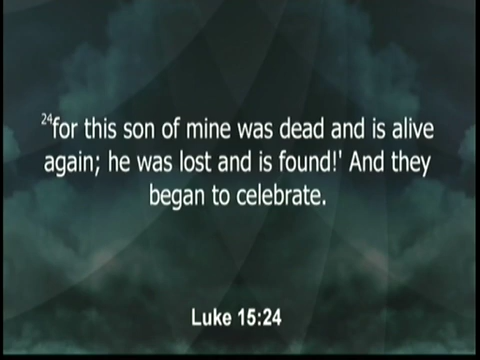 24for this son of mine was dead and is alive
again; he was lost and is found!' And they
began to celebrate.
Luke 15:24